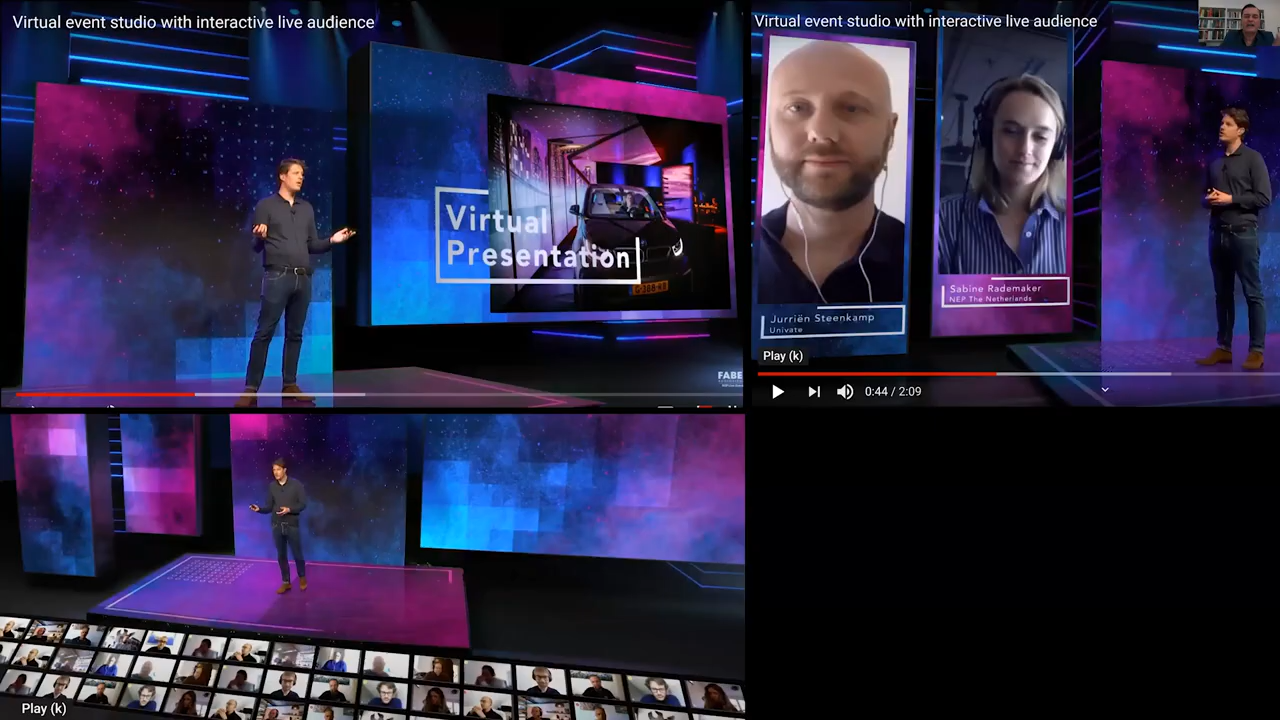 Virtual event studio with interactive live audience
Virtual
Presentation
FABE
Virtual event studio with interactive live audience
Jurriën Steenkamp
Univate
Sabine Rademaker
NEP The Netherlands
Play (k)
0:44 / 2:09
Play (k)